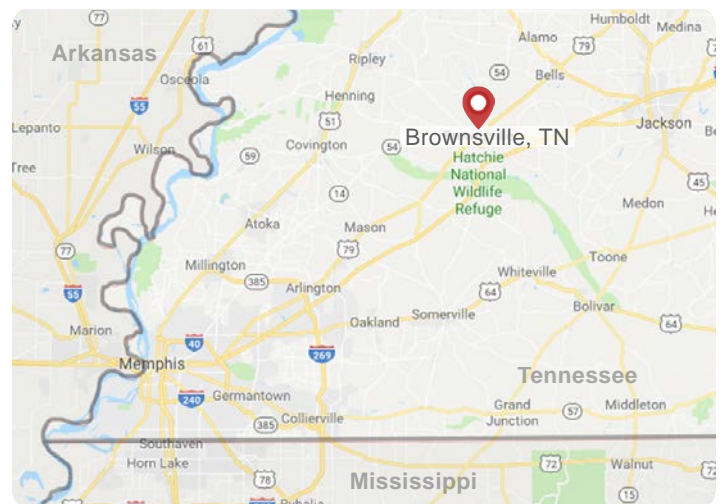 77
Humboldt
Medina
61
Arkansas
Alamo
79
Ripley
Osceola
54
Bells
55
Henning
Lepanto
51
Jackson
Brownsville, TN
Wilson
Covington
54
Tree
59
Hatchie
National
Wildlife
Refuge
45
14
Medon
Atoka
Mason
77
79
Toone
Millington
Whiteville
385
Arlington
64
55
Bolivar
Somerville
Oakland
64
Marion
40
269
Memphis
Tennessee
240
Germantown
Grand
Junction
57
Middleton
Collierville
385
Southaven
Horn Lake
72
Walnut
78
Mississippi
72
15